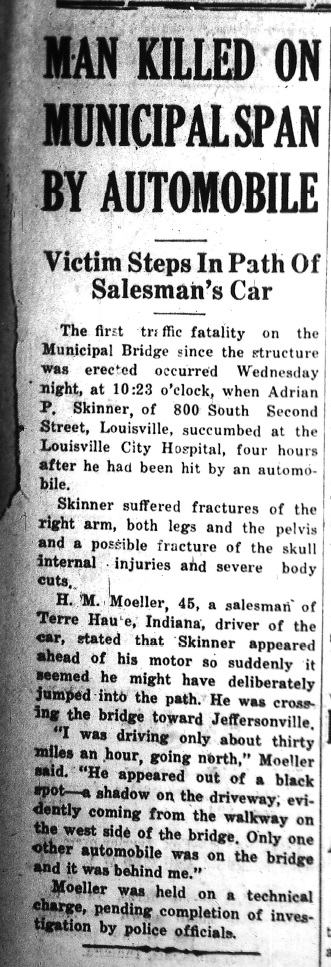 MAN KILLED ON
MUNICIPAL SPAN
BY AUTOMOBILE
Victim Steps In Path Of
Salesman's Car
The first traffic fatality on the
Municipal Bridge since the structure
was erected occurred Wednesday
night, at 10:23 o'clock, when Adrian
P. Skinner, of 800 South Second
Street, Louisville, succumbed at the
Louisville City Hospital, four hours
after he had been hit by an automo-
bile.
Skinner suffered fractures of the
right arm, both legs and the pelvis
and a possible fracture of the skull
internal injuries and severe body
cuts.
H. M. Moeller, 45, a salesman of
Terre Haute, Indiana, driver of the
car, stated that Skinner appeared
ahead of his motor so suddenly it
seemed he might have deliberately
jumped into the path. He was cross-
ing the bridge toward Jeffersonville.
"I was driving only about thirty
miles an hour, going north," Moeller
said. "He appeared out of a black
spot—a shadow on the driveway, evi-
dently coming from the walkway on
the west side of the bridge. Only one
other automobile was on the bridge
and it was behind me."
Moeller was held on a technical
charge, pending completion of inves-
tigation by police officials.